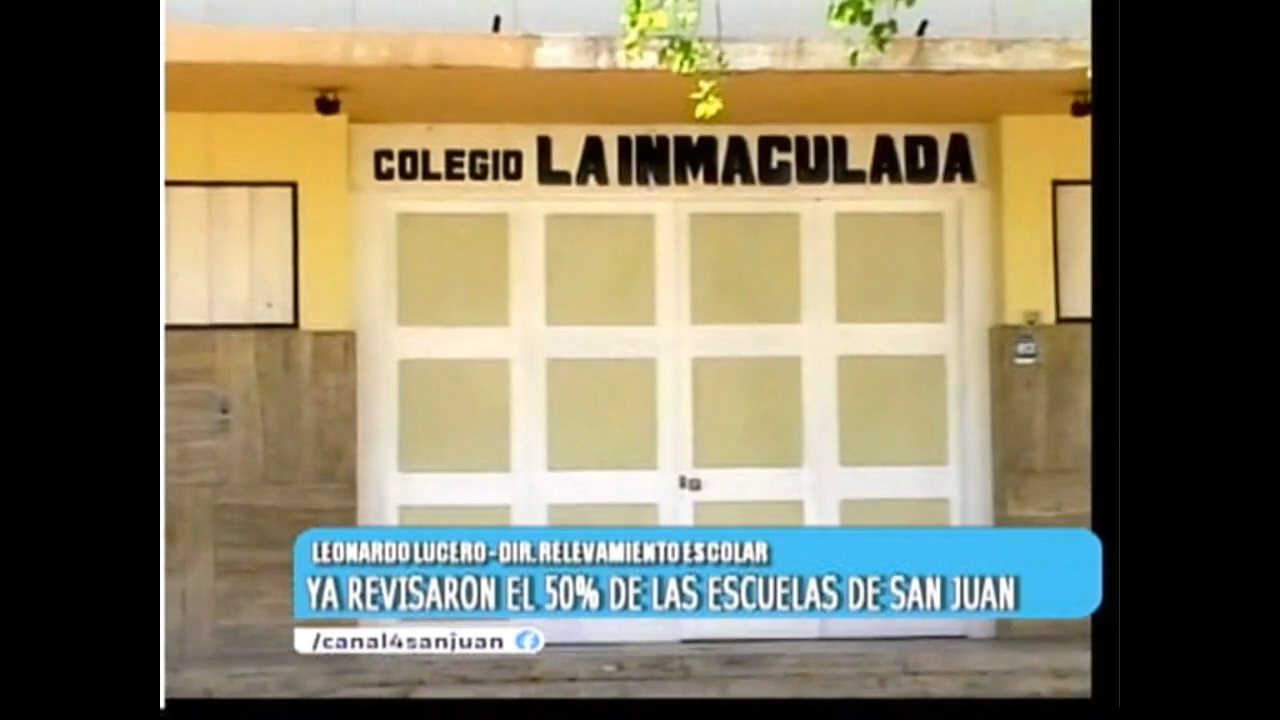 COLEGIO LA INMACULADA
LEONARDO LUCERO-DIR. RELEVAMIENTO ESCOLAR
YA REVISARON EL 50% DE LAS ESCUELAS DE SAN JUAN
/canal4sanjuan